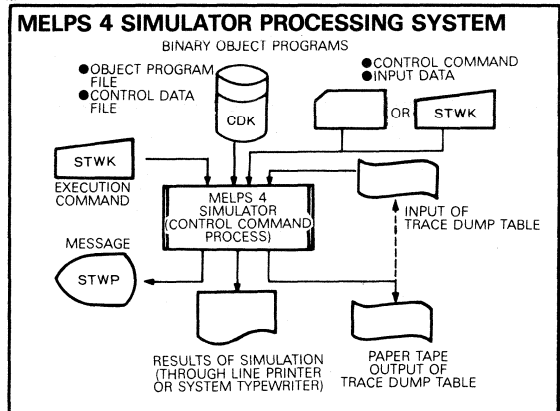 MELPS 4 SIMULATOR PROCESSING SYSTEM
BINARY OBJECT PROGRAMS
●OBJECT PROGRAM
FILE
●CONTROL DATA
FILE
CDK
●CONTROL COMMAND
●INPUT DATA
OR
STWK
STWK
EXECUTION
COMMAND
MELPS 4
SIMULATOR
(CONTROL COMMAND
PROCESS)
INPUT OF
TRACE DUMP TABLE
MESSAGE
STWP
RESULTS OF SIMULATION
(THROUGH LINE PRINTER
OR SYSTEM TYPEWRITER)
PAPER TAPE
OUTPUT OF
TRACE DUMP TABLE